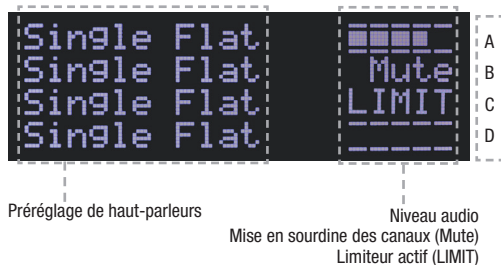 Single Flat A
Single Flat Mute B
Single Flat LIMIT C
Single Flat D
Préréglage de haut-parleurs
Niveau audio
Mise en sourdine des canaux (Mute)
Limiteur actif (LIMIT)